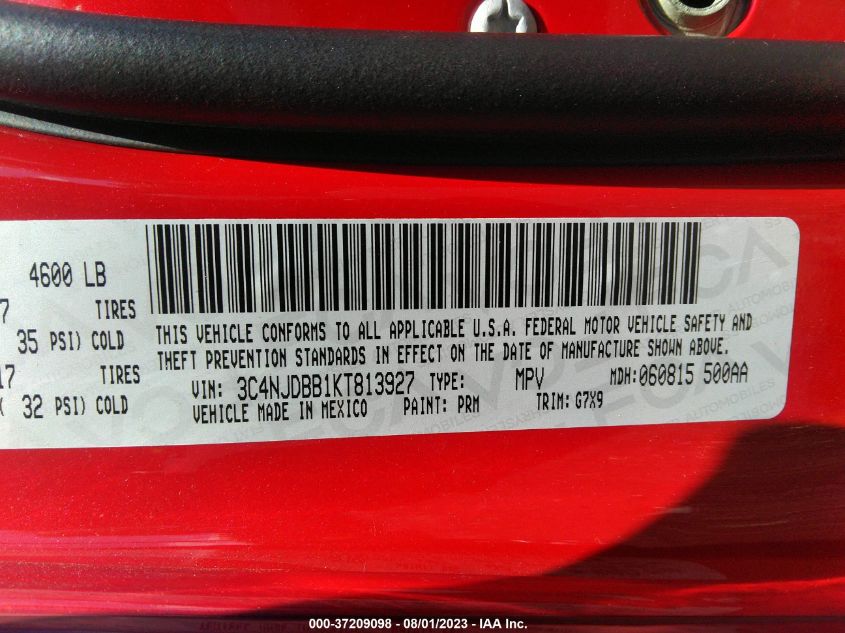 4600 LB
7 TIRES
35 PSI) COLD
17 TIRES
( 32 PSI) COLD
THIS VEHICLE CONFORMS TO ALL APPLICABLE U.S.A. FEDERAL MOTOR VEHICLE SAFETY AND
THEFT PREVENTION STANDARDS IN EFFECT ON THE DATE OF MANUFACTURE SHOWN ABOVE.
VIN: 3C4NJDBB1KT813927 TYPE: MPV MDH:060815 500AA
VEHICLE MADE IN MEXICO PAINT: PRM TRIM: G7X9
000-37209098 - 08/01/2023 - IAA Inc.